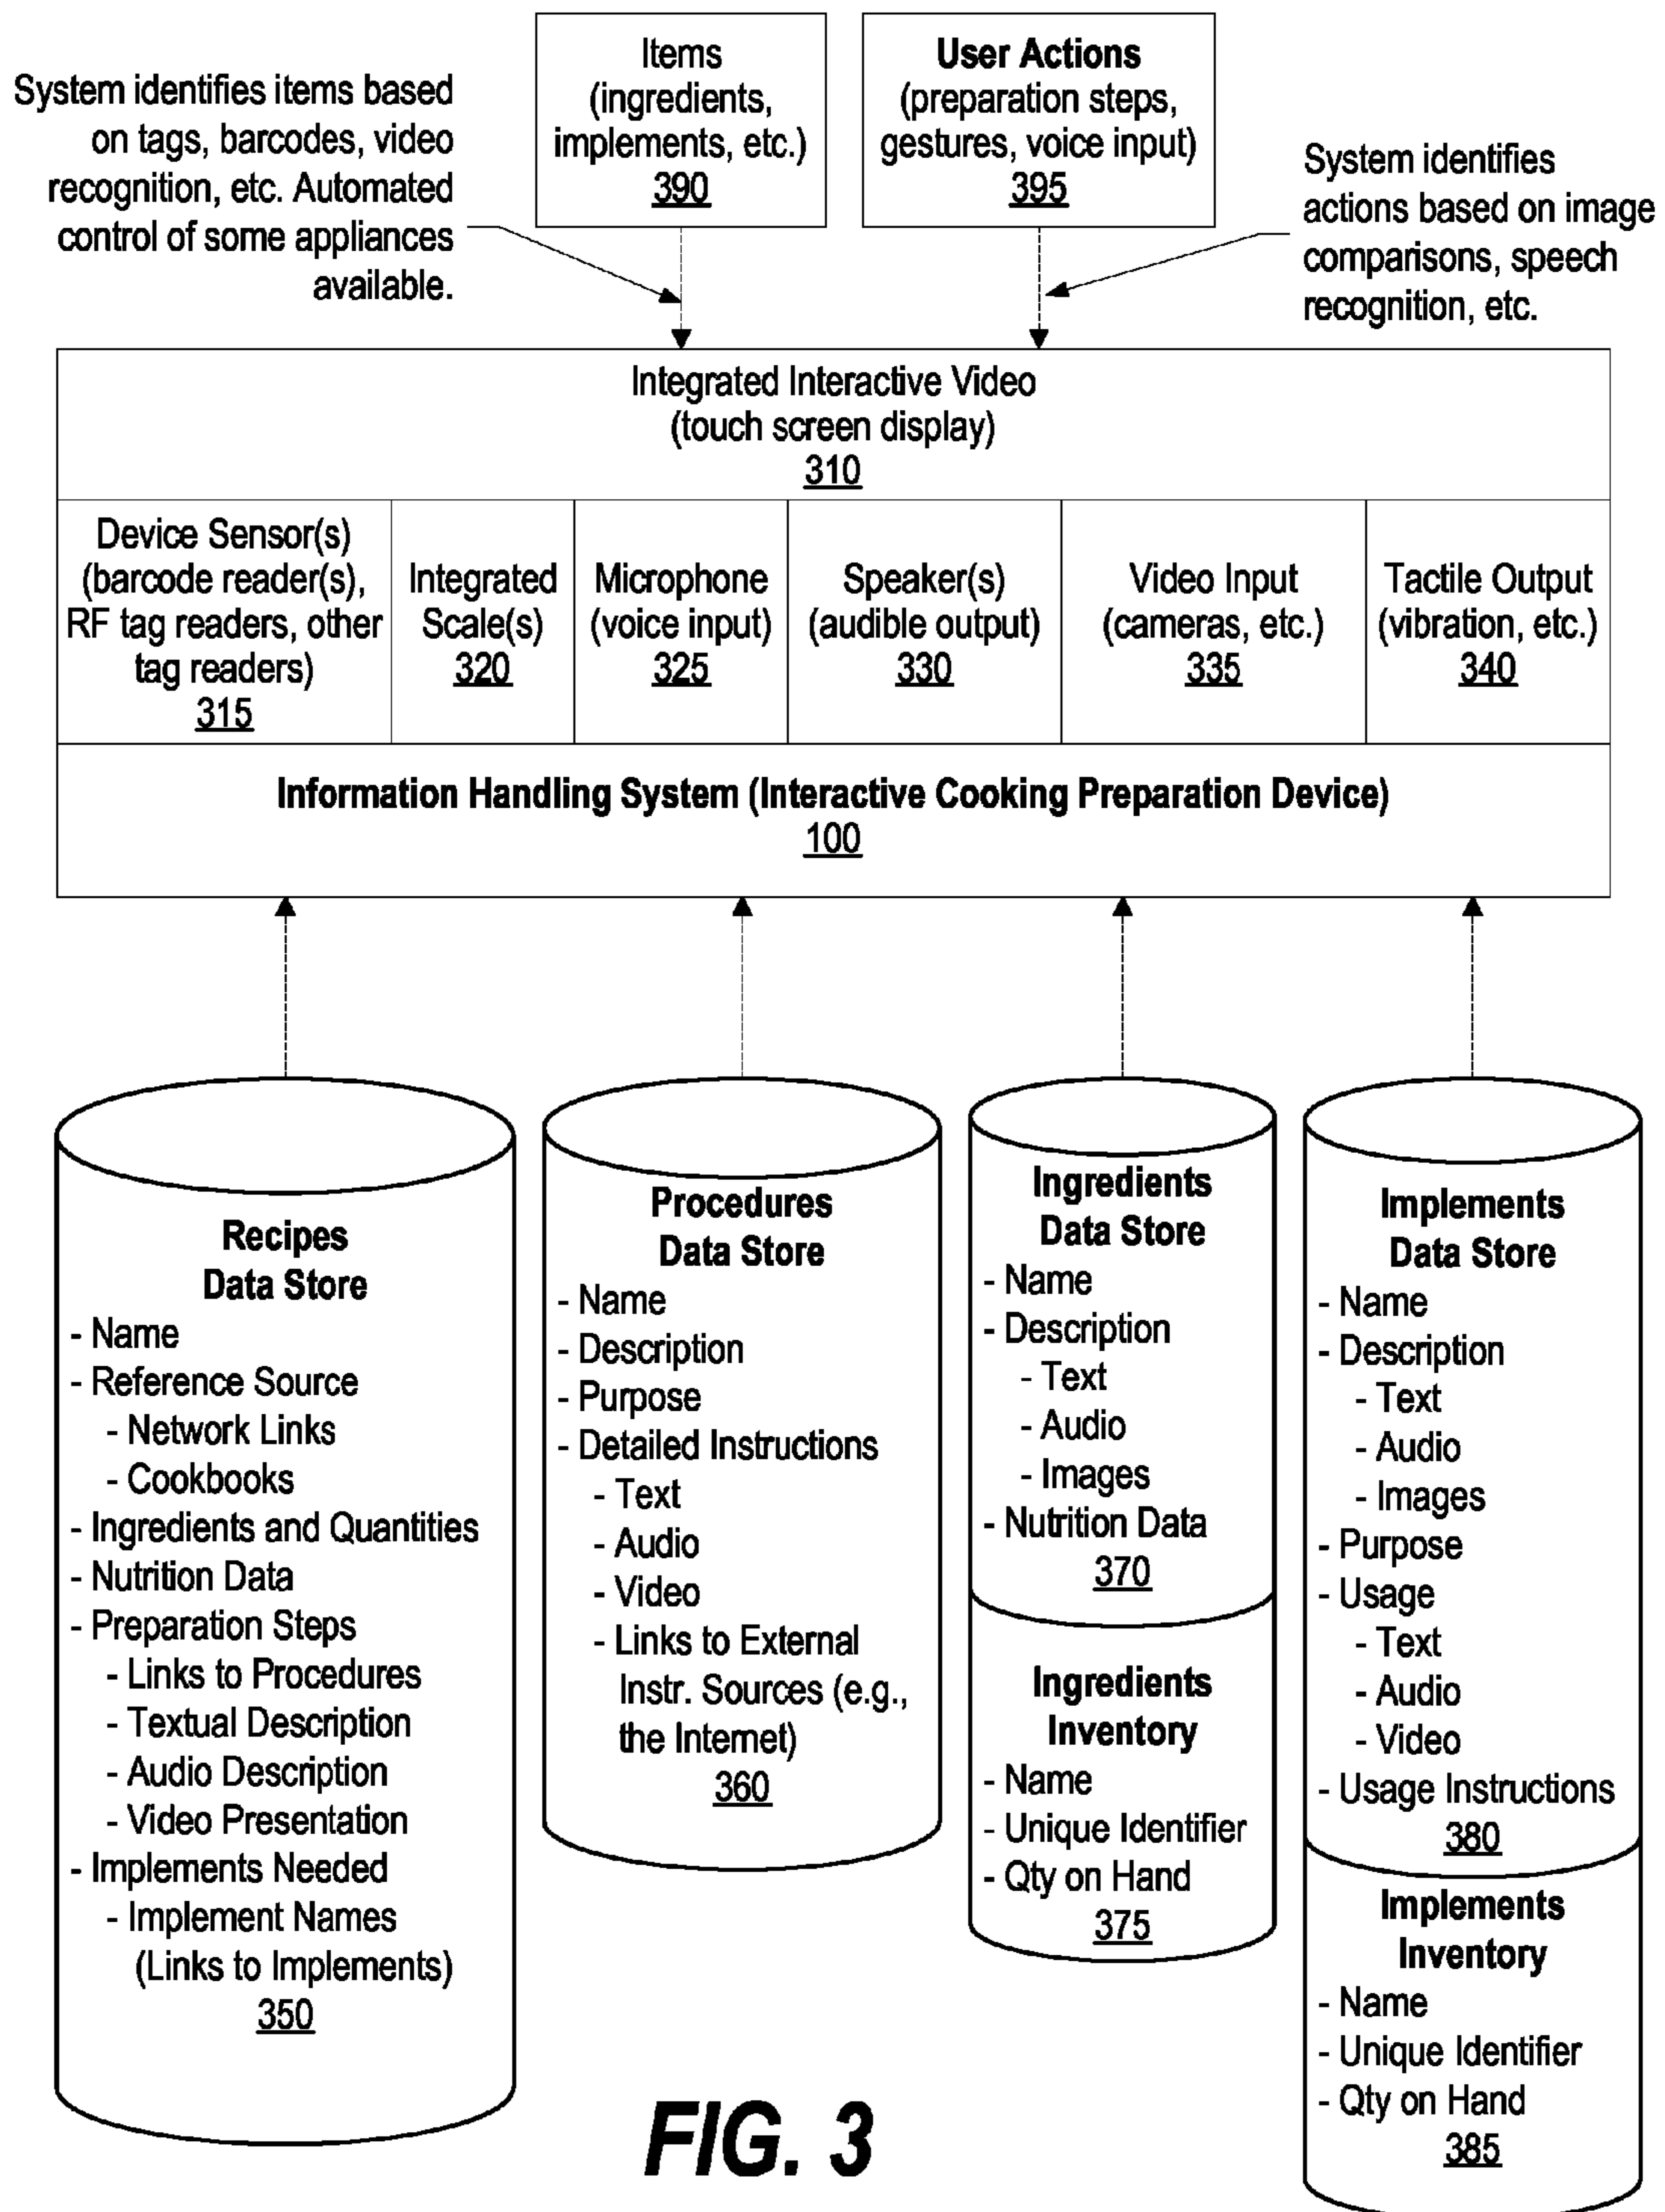 System identifies items based
on tags, barcodes, video
recognition, etc. Automated
control of some appliances
available.
Items
(ingredients,
implements, etc.)
390
User Actions
(preparation steps,
gestures, voice input)
395
System identifies
actions based on image
comparisons, speech
recognition, etc.
Integrated Interactive Video
(touch screen display)
310
Device Sensor(s)
(barcode reader(s),
RF tag readers, other
tag readers)
315
Integrated
Scale(s)
320
Microphone
(voice input)
325
Speaker(s)
(audible output)
330
Video Input
(cameras, etc.)
335
Tactile Output
(vibration, etc.)
340
Information Handling System (Interactive Cooking Preparation Device)
100
Recipes
Data Store
- Name
- Reference Source
- Network Links
- Cookbooks
- Ingredients and Quantities
- Nutrition Data
- Preparation Steps
- Links to Procedures
- Textual Description
- Audio Description
- Video Presentation
- Implements Needed
- Implement Names
(Links to Implements)
350
Procedures
Data Store
- Name
- Description
- Purpose
- Detailed Instructions
- Text
- Audio
- Video
- Links to External
Instr. Sources (e.g.,
the Internet)
360
Ingredients
Data Store
- Name
- Description
- Text
- Audio
- Images
- Nutrition Data
370
Ingredients
Inventory
- Name
- Unique Identifier
- Qty on Hand
375
Implements
Data Store
- Name
- Description
- Text
- Audio
- Images
- Purpose
- Usage
- Text
- Audio
- Video
- Usage Instructions
380
Implements
Inventory
- Name
- Unique Identifier
- Qty on Hand
385
FIG. 3